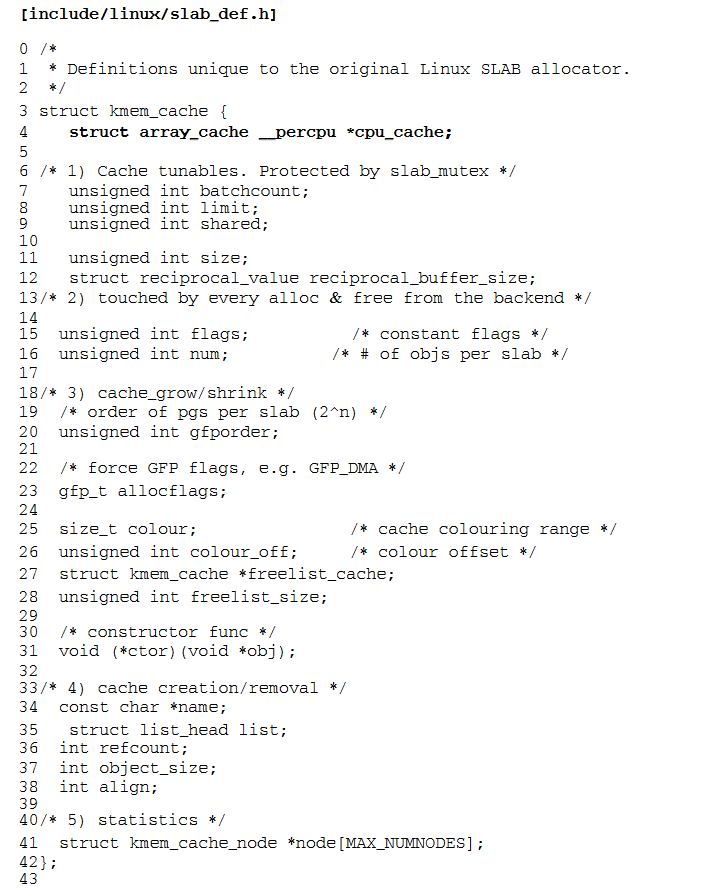 [include/linux/slab_def.h]
0 /*
1  * Definitions unique to the original Linux SLAB allocator.
2  */
3 struct kmem_cache {
4    struct array_cache __percpu *cpu_cache;
5
6 /* 1) Cache tunables. Protected by slab_mutex */
7    unsigned int batchcount;
8    unsigned int limit;
9    unsigned int shared;
10
11   unsigned int size;
12   struct reciprocal_value reciprocal_buffer_size;
13/* 2) touched by every alloc & free from the backend */
14
15  unsigned int flags;          /* constant flags */
16  unsigned int num;          /* # of objs per slab */
17
18/* 3) cache_grow/shrink */
19  /* order of pgs per slab (2^n) */
20  unsigned int gfporder;
21
22  /* force GFP flags, e.g. GFP_DMA */
23  gfp_t allocflags;
24
25  size_t colour;               /* cache colouring range */
26  unsigned int colour_off;     /* colour offset */
27  struct kmem_cache *freelist_cache;
28  unsigned int freelist_size;
29
30  /* constructor func */
31  void (*ctor)(void *obj);
32
33/* 4) cache creation/removal */
34  const char *name;
35   struct list_head list;
36  int refcount;
37  int object_size;
38  int align;
39
40/* 5) statistics */
41  struct kmem_cache_node *node[MAX_NUMNODES];
42};
43